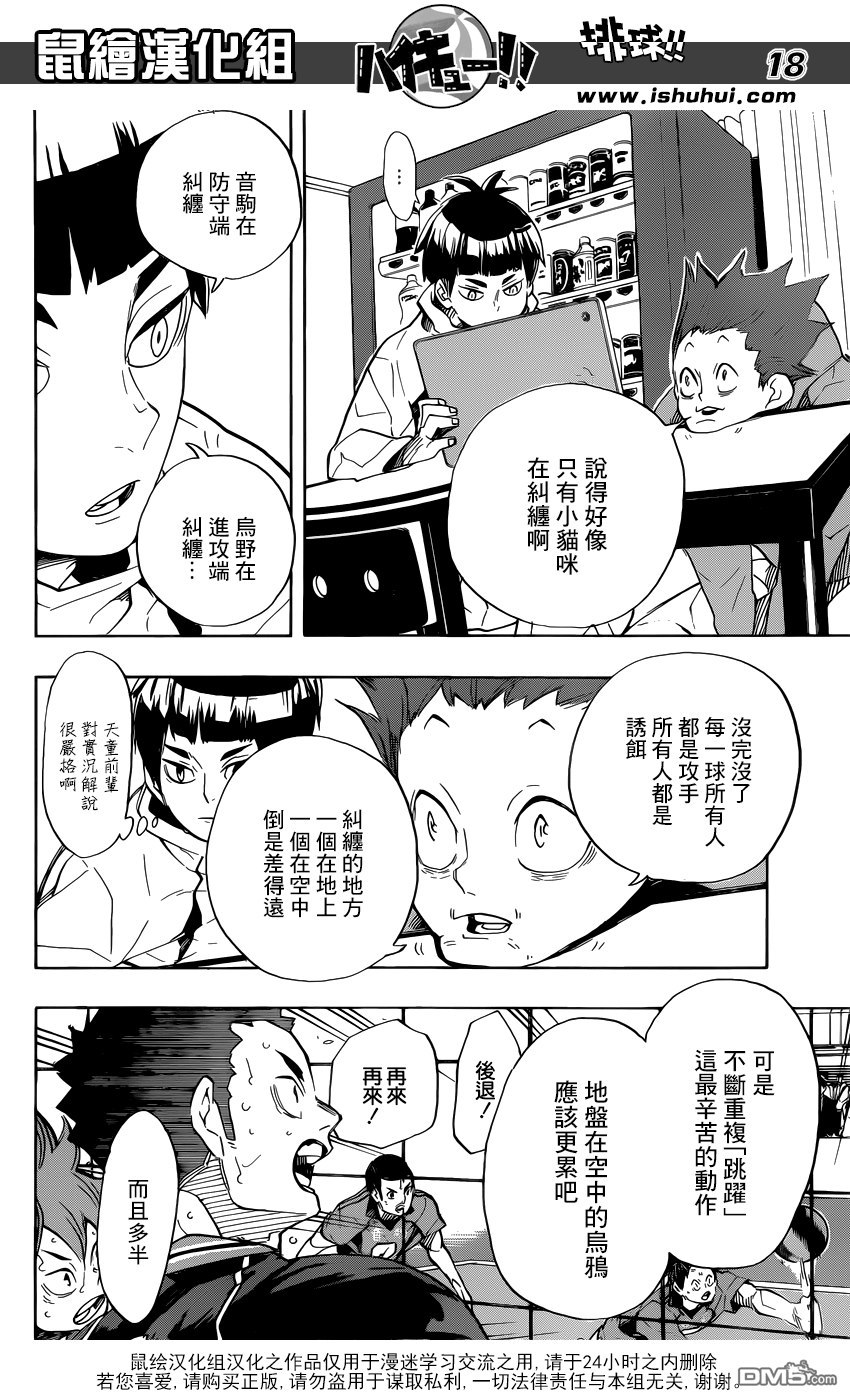 鼠繪漢化組
ハイキュー!!
排球!!
18
www.ishuhui.com
…
說得好像
只有小貓咪
在糾纏啊
音駒在
防守端
糾纏
烏野在
進攻端
糾纏…
沒完沒了
每一球所有人
都是攻手
所有人都是
誘餌
糾纏的地方
一個在地上
一個在空中
倒是差得遠
天童前輩
對實況解說
很嚴格啊
可是
不斷重複「跳躍」
這最辛苦的動作
地盤在空中的烏鴉
應該更累吧
後退!
再來
再來!
而且多半
鼠绘汉化组汉化之作品仅用于漫迷学习交流之用, 请于24小时之内删除
若您喜爱, 请购买正版, 请勿盗用于谋取私利, 一切法律责任与本组无关, 谢谢。
DM5.com